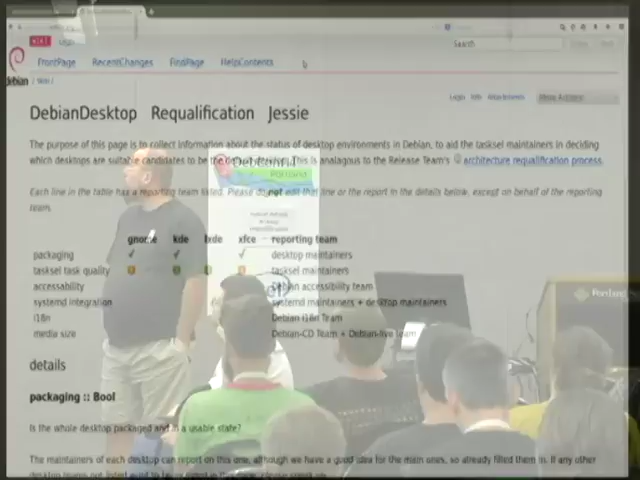 WIKI Login
Search
debian
FrontPage RecentChanges FindPage HelpContents
debian / Wiki /
Login Info Attachments More Actions:
DebianDesktop Requalification Jessie
The purpose of this page is to collect information about the status of desktop environments in Debian, to aid the tasksel maintainers in deciding
which desktops are suitable candidates to be the This is analagous to the Release Team's architecture requalification process.
Each line in the table has a reporting team listed. Please do not edit that line or the report in the details below, except on behalf of the reporting
team.
gnome kde lxde xfce reporting team
packaging ✓ ✓ ✓ desktop maintainers
tasksel task quality tasksel maintainers
accessability Debian accessibility team
systemd integration systemd maintainers + desktop maintainers
i18n Debian i18n Team
media size Debian-CD Team + Debian-live team
Portland
details
packaging :: Bool
Is the whole desktop packaged and in a usable state?
The maintainers of each desktop can report on this one, although we have a good idea for the main ones, so already filled them in. If any other